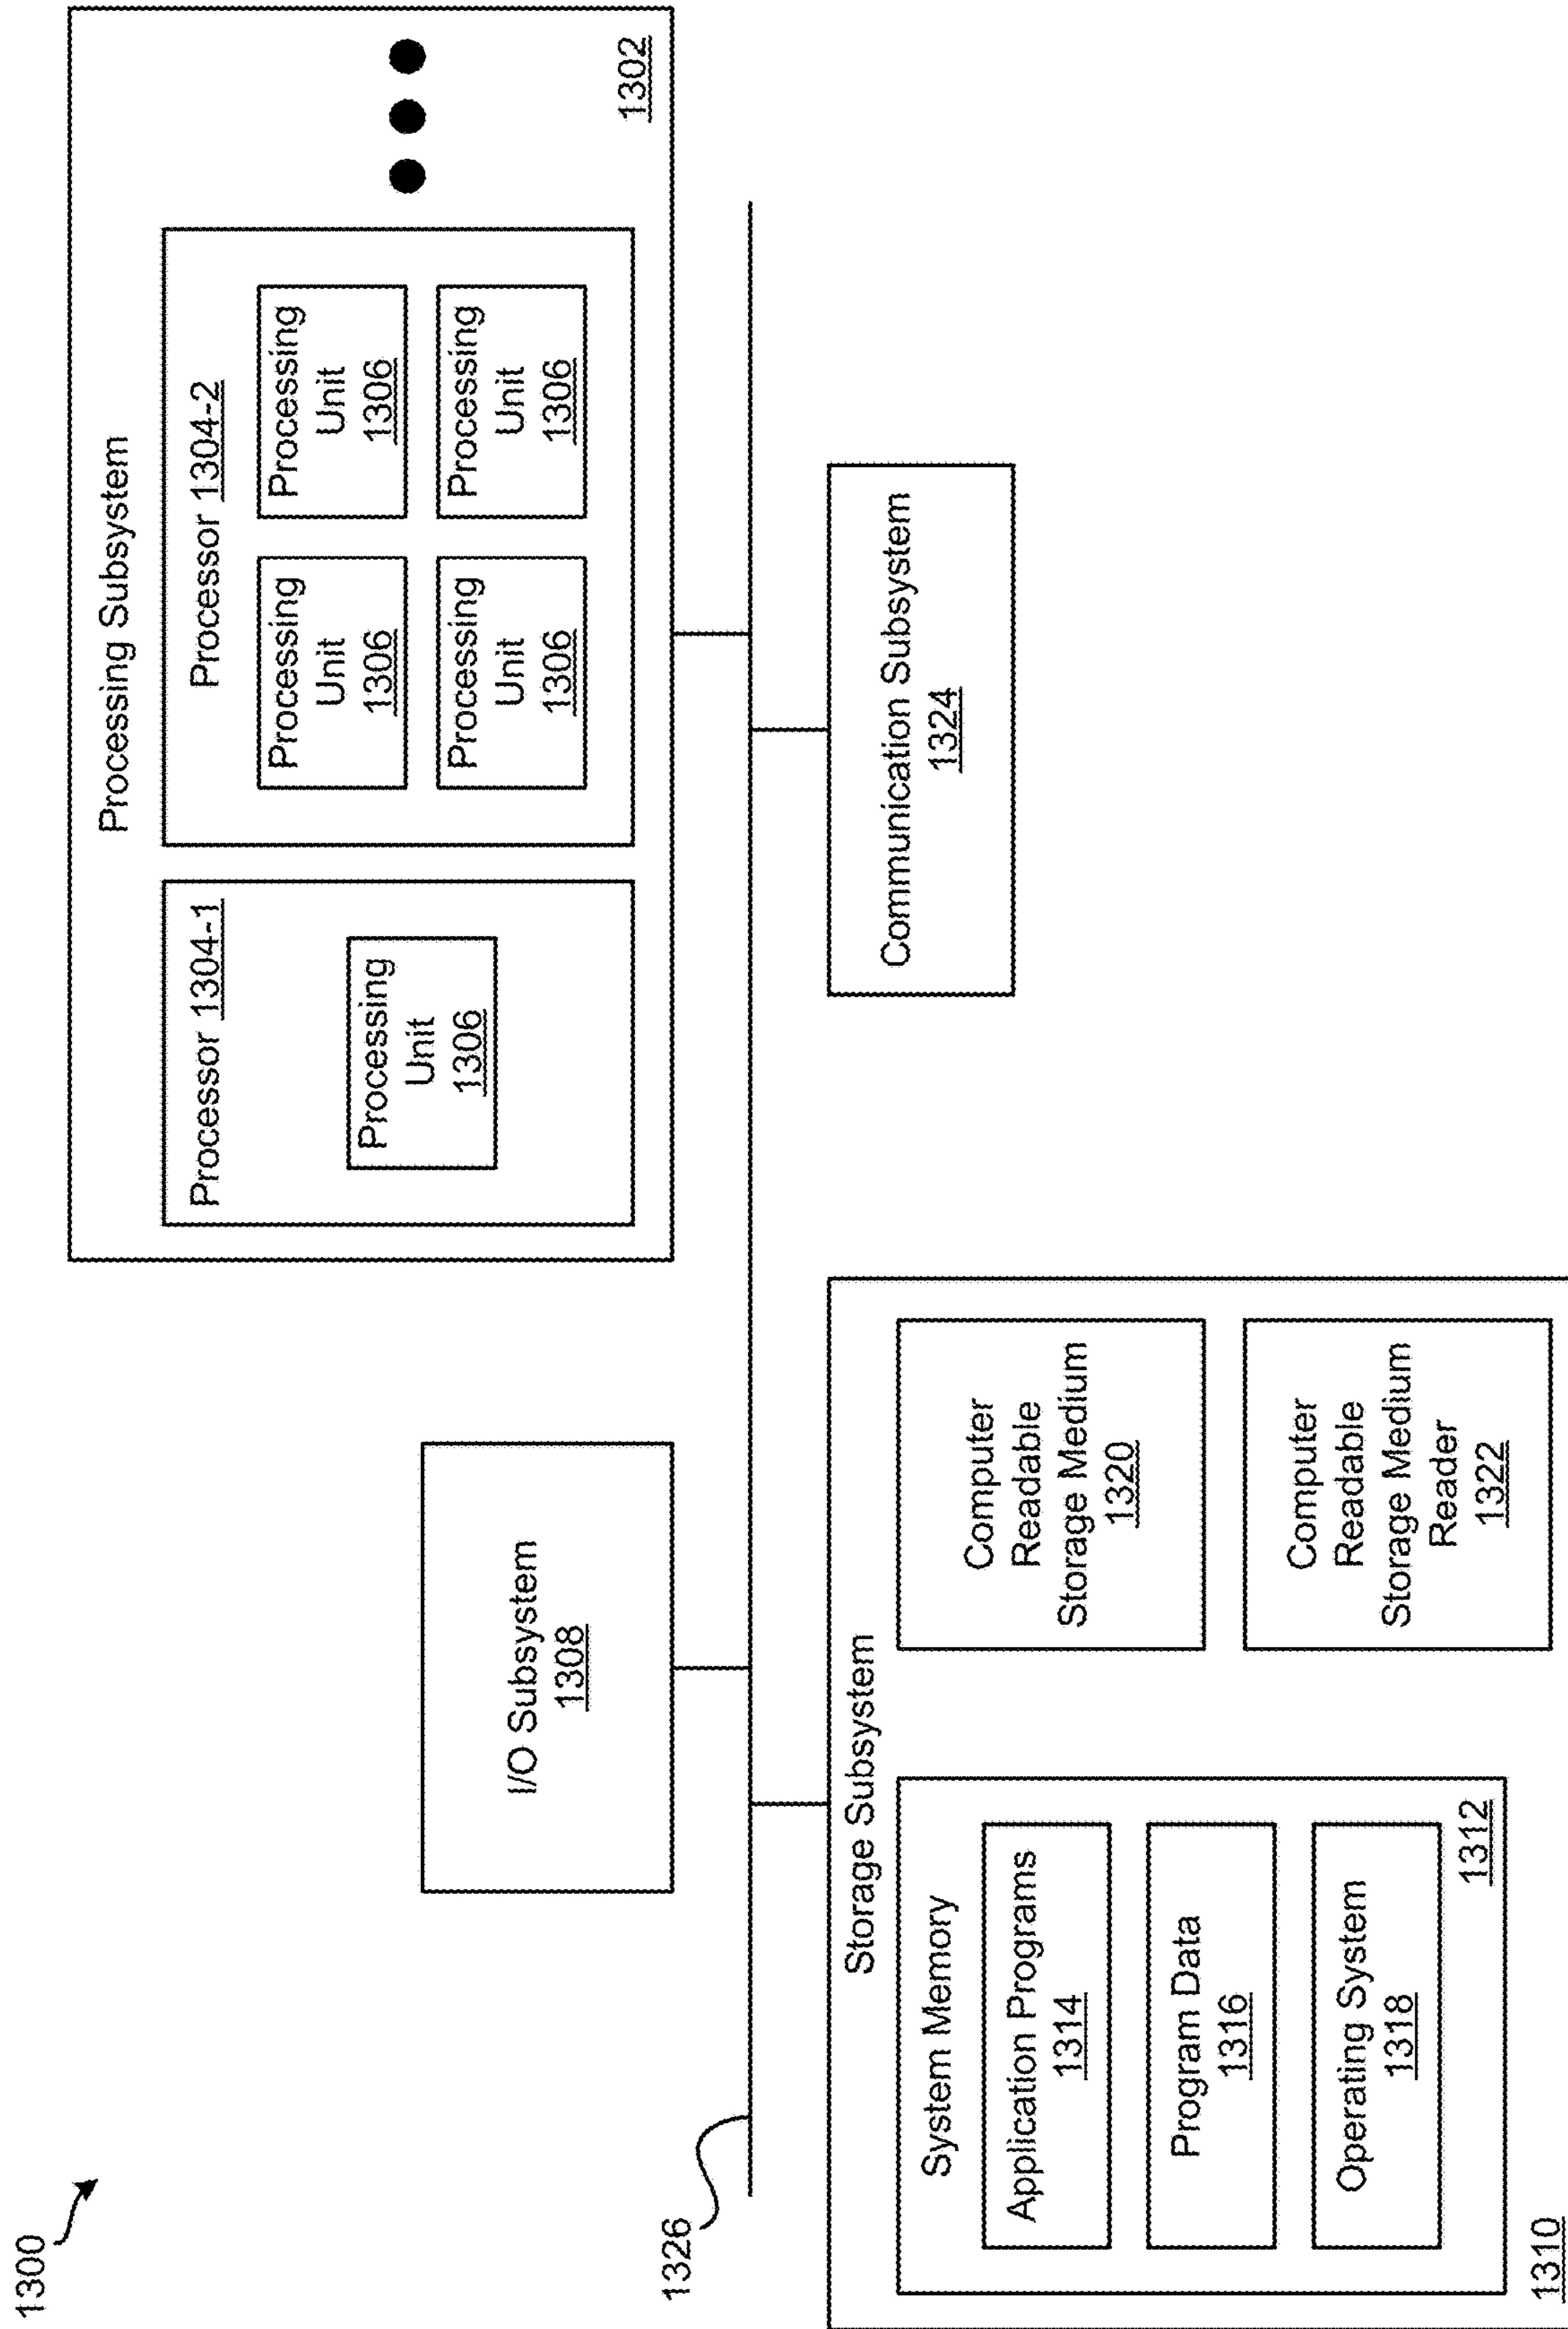 1300
I/O Subsystem
1308
Processing Subsystem
Processor 1304-1
Processing
Unit
1306
Processor 1304-2
Processing
Unit
1306
Processing
Unit
1306
Processing
Unit
1306
Processing
Unit
1306
1302
1326
Storage Subsystem
System Memory
Application Programs
1314
Program Data
1316
Operating System
1318
1312
Computer
Readable
Storage Medium
1320
Computer
Readable
Storage Medium
Reader
1322
1310
Communication Subsystem
1324